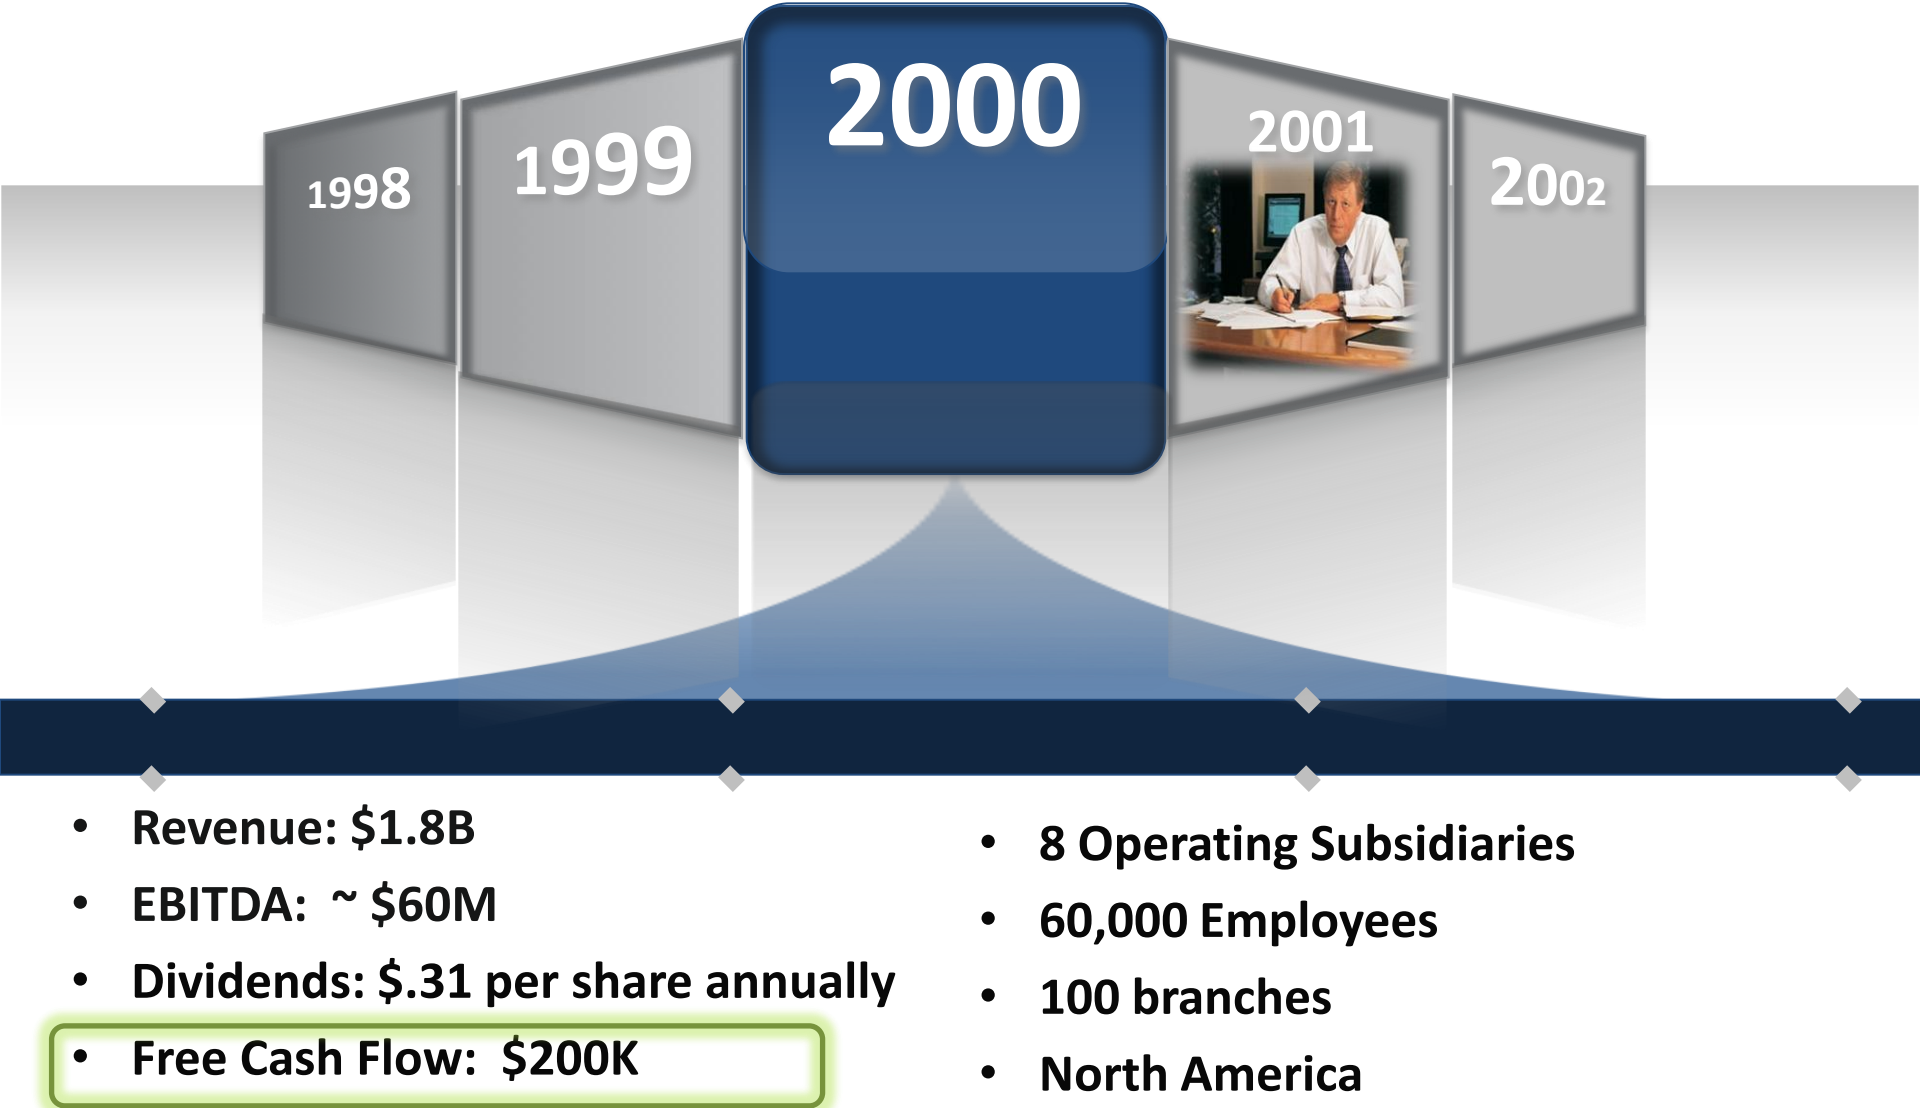 1998
1999
2000
2001
2002
• Revenue: $1.8B
• EBITDA: ~ $60M
• Dividends: $.31 per share annually
• Free Cash Flow: $200K
• 8 Operating Subsidiaries
• 60,000 Employees
• 100 branches
• North America